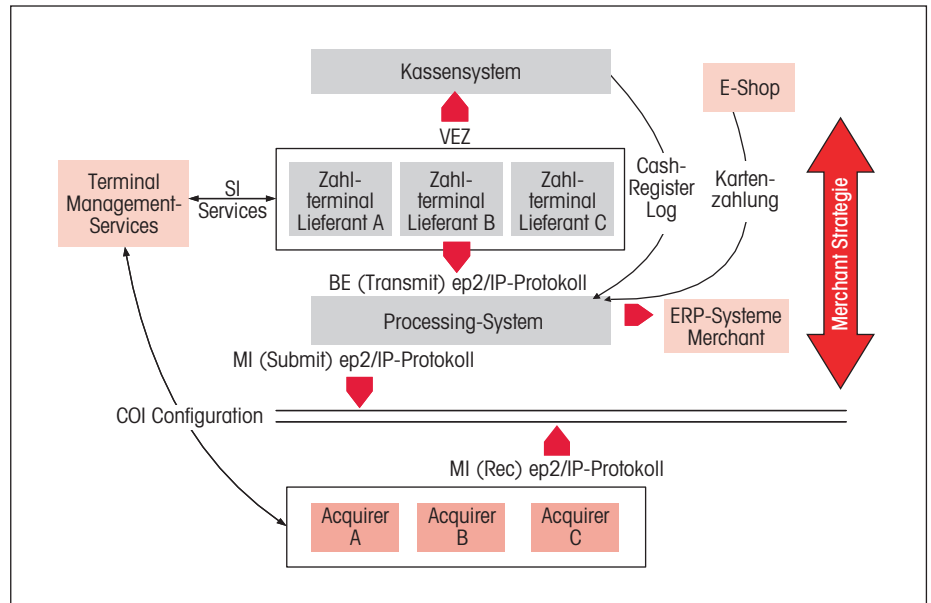 Kassensystem
E-Shop
VEZ
Zahl-
terminal
Lieferant A
Zahl-
terminal
Lieferant B
Zahl-
terminal
Lieferant C
Cash-
Register
Log
Karten-
zahlung
Terminal
Management-
Services
SI
Services
Merchant Strategie
BE (Transmit) ep2/IP-Protokoll
Processing-System
ERP-Systeme
Merchant
MI (Submit) ep2/IP-Protokoll
COI Configuration
MI (Rec) ep2/IP-Protokoll
Acquirer
A
Acquirer
B
Acquirer
C